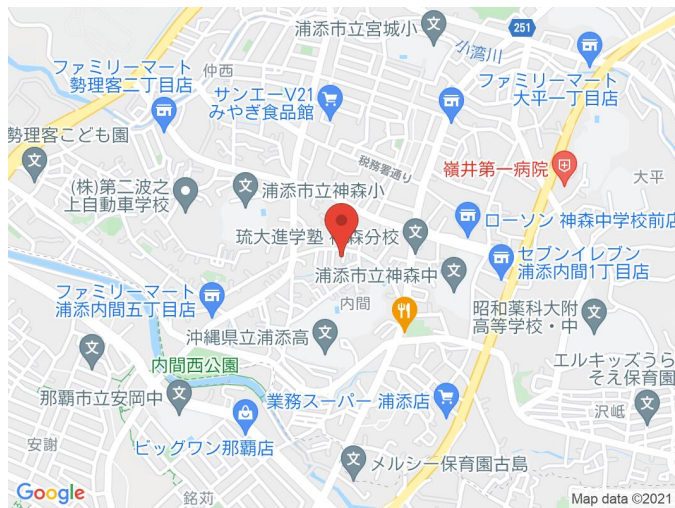 浦添市立宮城小
251
小湾川
ファミリーマート
勢理客二丁目店
仲西
サンエーV21
みやぎ食品館
ファミリーマート
大平一丁目店
勢理客こども園
税務署通り
嶺井第一病院
大平
(株)第二波之
上自動車学校
浦添市立神森小
ローソン 神森中学校前店
琉大進学塾 神森分校
セブンイレブン
浦添内間1丁目店
浦添市立神森中
ファミリーマート
浦添内間五丁目店
内間
昭和薬科大附
高等学校・中
沖縄県立浦添高
内間西公園
エルキッズうら
そえ保育園
那覇市立安岡中
業務スーパー 浦添店
沢岻
安謝
ビッグワン那覇店
メルシー保育園古島
銘苅
Google
Map data ©2021